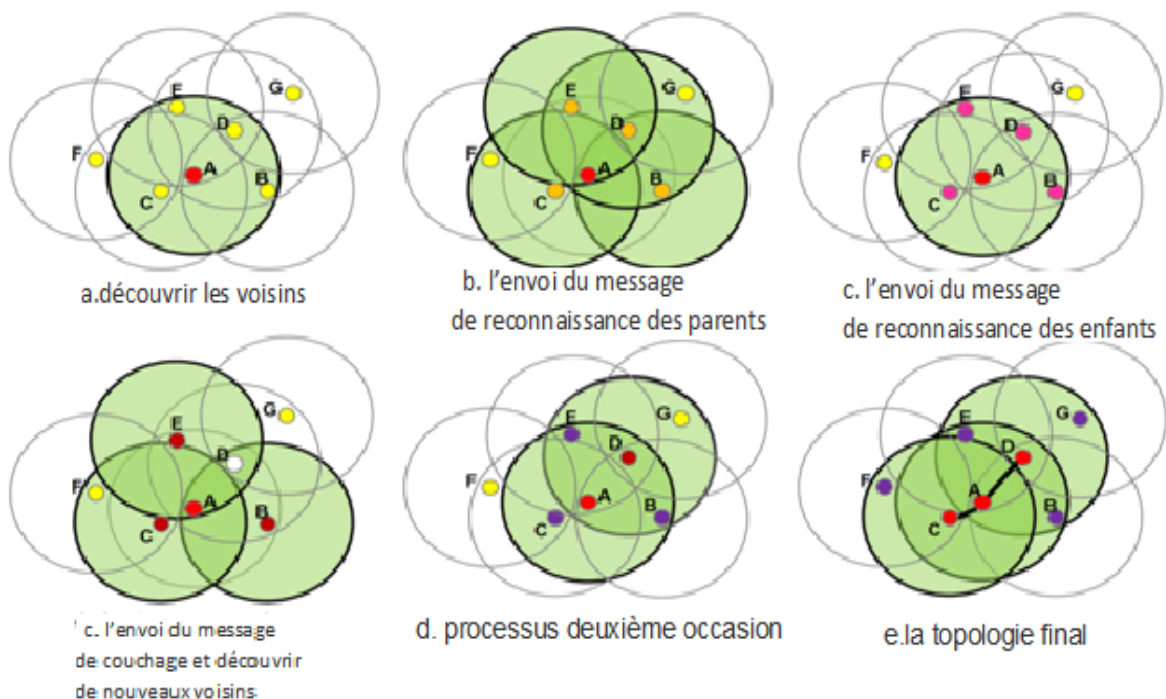 E
G
D
F
A
B
C
a.découvrir les voisins
E
G
D
F
A
B
C
b. l'envoi du message
de reconnaissance des parents
E
G
D
F
A
B
C
c. l'envoi du message
de reconnaissance des enfants
G
E
D
F
A
B
C
' c. l'envoi du message
de couchage et découvrir
de nouveaux voisins
E
G
D
F
A
B
C
d. processus deuxième occasion
E
G
D
F
A
B
C
e.la topologie final